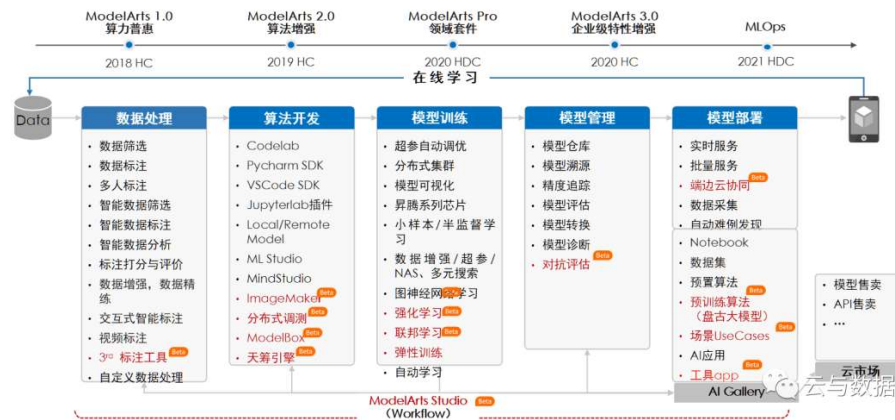 ModelArts 1.0
算力普惠
ModelArts 2.0
算法增强
ModelArts Pro
领域套件
ModelArts 3.0
企业级特性增强
MLOps
2018 HC
2019 HC
2020 HDC
2020 HC
2021 HDC
在线学习
Data
数据处理
• 数据筛选
• 数据标注
• 多人标注
• 智能数据筛选
• 智能数据标注
• 智能数据分析
• 标注打分与评价
• 数据增强，数据精
练
• 交互式智能标注
• 视频标注
• 3rd 标注工具 Beta
• 自定义数据处理
算法开发
• Codelab
• Pycharm SDK
• VSCode SDK
• Jupyterlab插件
• Local/Remote
Model
• ML Studio
• MindStudio
• ImageMaker Beta
• 分布式调测 Beta
• ModelBox Beta
• 天筹引擎 Beta
模型训练
• 超参自动调优
• 分布式集群
• 模型可视化
• 昇腾系列芯片
• 小样本/半监督学
习
• 数据增强/超参/
NAS、多元搜索
• 图神经网络学习 Beta
• 强化学习 Beta
• 联邦学习 Beta
• 弹性训练 Beta
• 自动学习
模型管理
• 模型仓库
• 模型溯源
• 精度追踪
• 模型评估
• 模型转换
• 模型诊断
• 对抗评估 Beta
模型部署
• 实时服务
• 批量服务
• 端边云协同 Beta
• 数据采集
• 自动难例发现
• Notebook
• 数据集
• 预置算法
• 预训练算法 Beta
（盘古大模型）
• 场景UseCases Beta
• AI应用
• 工具app Beta
AI Gallery
• 模型售卖
• API售卖
• …
云市场
ModelArts Studio Beta
（Workflow）
云与数据